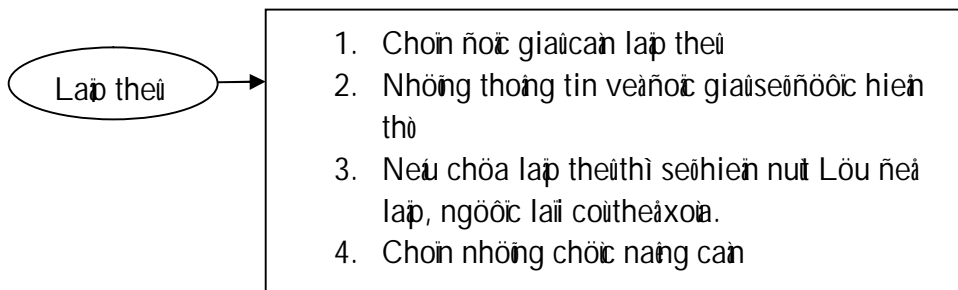 Laäp theû
1. Choïn ñoäc giaû caàn laäp theû
2. Nhöõng thoâng tin veà ñoäc giaû seõ ñöôïc hieån
thò
3. Neáu chöa laäp theû thì seõ hieän nuùt Löu ñeå
laäp, ngöôïc laïi coù theå xoùa.
4. Choïn nhöõng chöùc naêng caàn